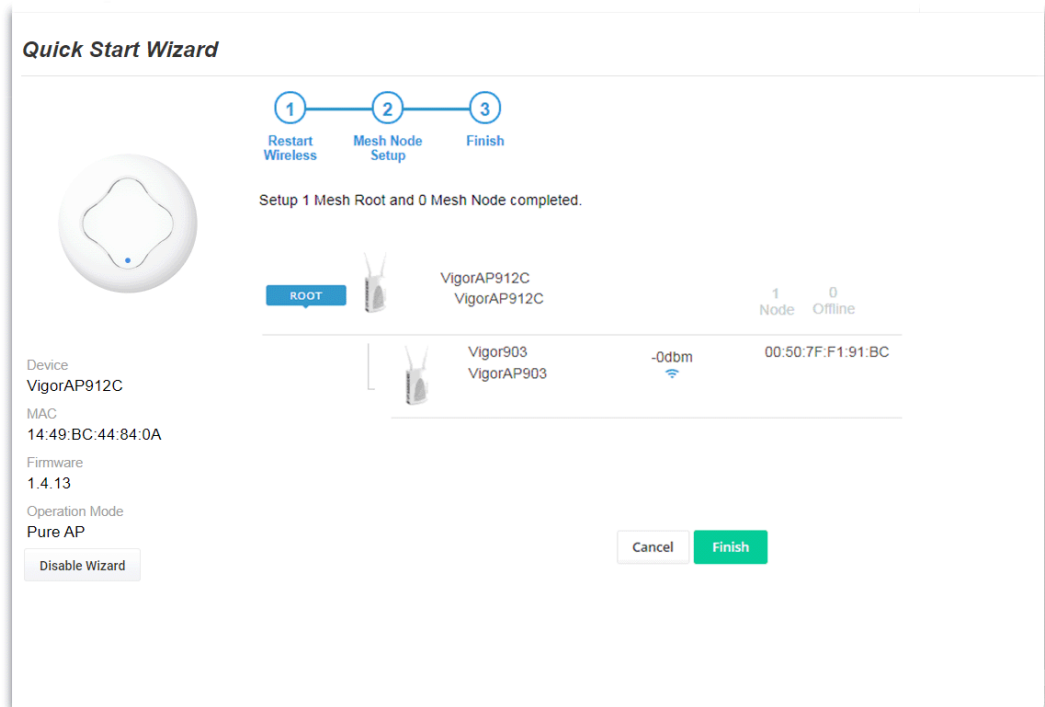 Quick Start Wizard
1 2 3
Restart Wireless
Mesh Node Setup
Finish
Setup 1 Mesh Root and 0 Mesh Node completed.
ROOT
VigorAP912C
VigorAP912C
1 Node
0 Offline
Vigor903
VigorAP903
-0dbm
00:50:7F:F1:91:BC
Device
VigorAP912C
MAC
14:49:BC:44:84:0A
Firmware
1.4.13
Operation Mode
Pure AP
Disable Wizard
Cancel
Finish